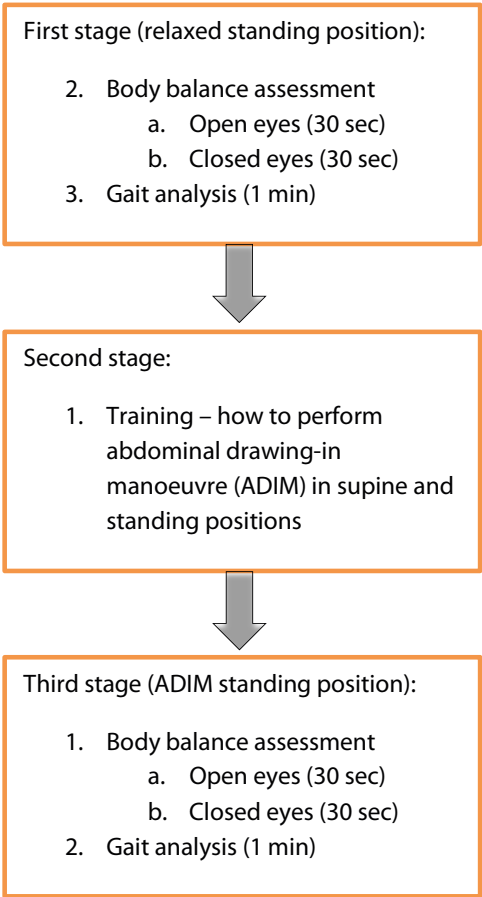 First stage (relaxed standing position):
2. Body balance assessment
a. Open eyes (30 sec)
b. Closed eyes (30 sec)
3. Gait analysis (1 min)
Second stage:
1. Training – how to perform
abdominal drawing-in
manoeuvre (ADIM) in supine and
standing positions
Third stage (ADIM standing position):
1. Body balance assessment
a. Open eyes (30 sec)
b. Closed eyes (30 sec)
2. Gait analysis (1 min)